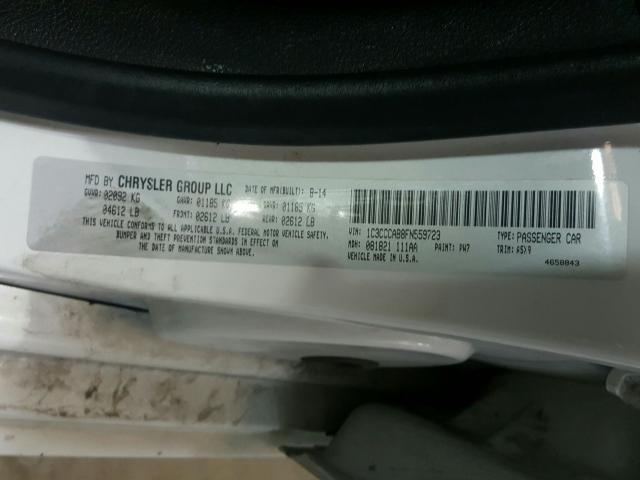 MFD BY CHRYSLER GROUP LLC DATE OF MFR(BUILT): 8-14
GVWR: 02092 KG GAWR 01185 KG GAWR 01185 KG
04612 LB FRONT: 02612 LB REAR: 02612 LB
THIS VEHICLE CONFORMS TO ALL APPLICABLE U.S.A. FEDERAL MOTOR VEHICLE SAFETY,
BUMPER AND THEFT PREVENTION STANDARDS IN EFFECT ON
THE DATE OF MANUFACTURE SHOWN ABOVE.
VIN: 1C3CCCAB8FN559723 TYPE: PASSENGER CAR
MDH: 081821 111AA PAINT: PW7 TRIM: A5X9
VEHICLE MADE IN U.S.A. 4658843